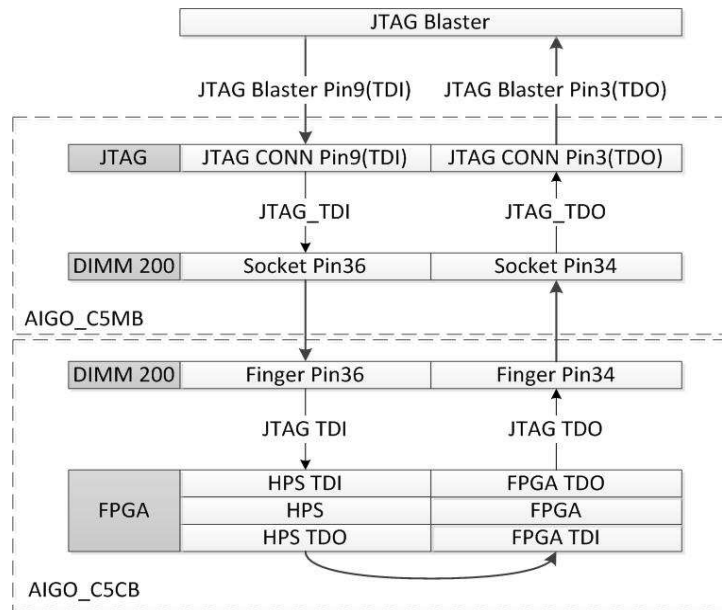 JTAG Blaster
JTAG Blaster Pin9(TDI) JTAG Blaster Pin3(TDO)
JTAG JTAG CONN Pin9(TDI) JTAG CONN Pin3(TDO)
JTAG_TDI JTAG_TDO
DIMM 200 Socket Pin36 Socket Pin34
AIGO_C5MB
DIMM 200 Finger Pin36 Finger Pin34
JTAG TDI JTAG TDO
HPS TDI FPGA TDO
FPGA HPS FPGA
HPS TDO FPGA TDI
AIGO_C5CB